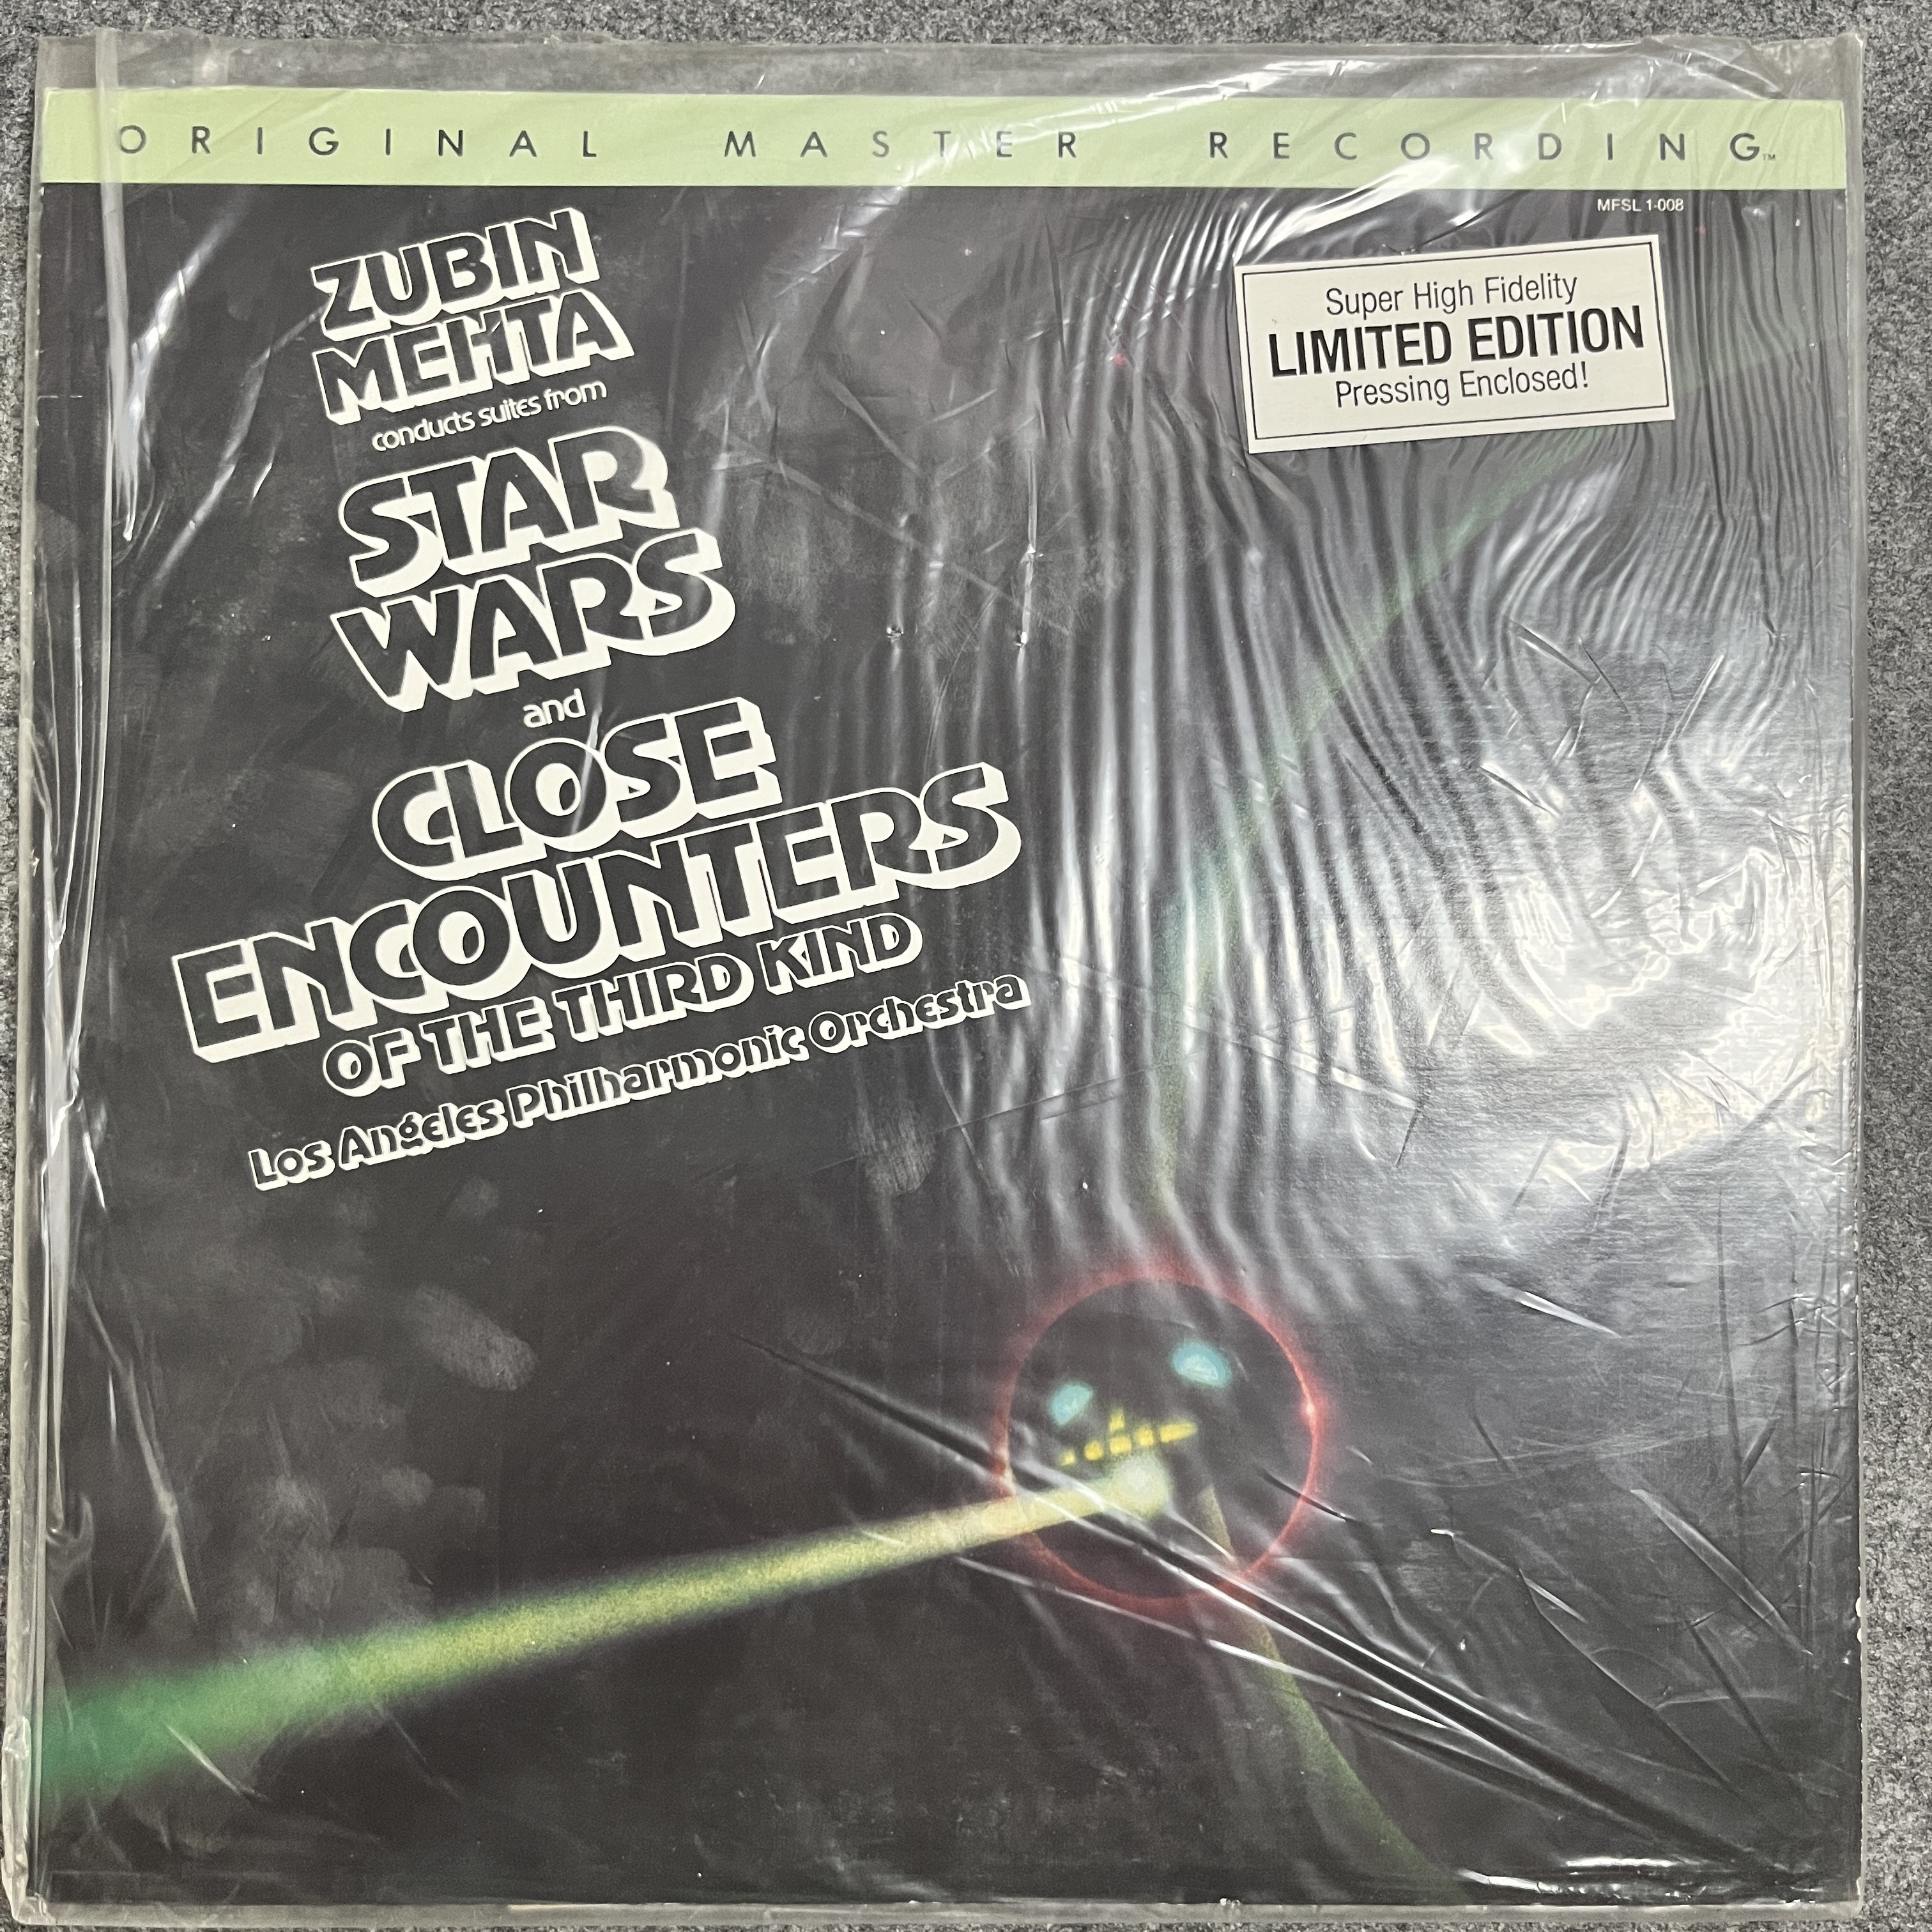 ORIGINAL MASTER RECORDING™
MFSL 1-008
Super High Fidelity
LIMITED EDITION
Pressing Enclosed!
ZUBIN
MEHTA
conducts suites from
STAR
WARS
and
CLOSE
ENCOUNTERS
OF THE THIRD KIND
Los Angeles Philharmonic Orchestra